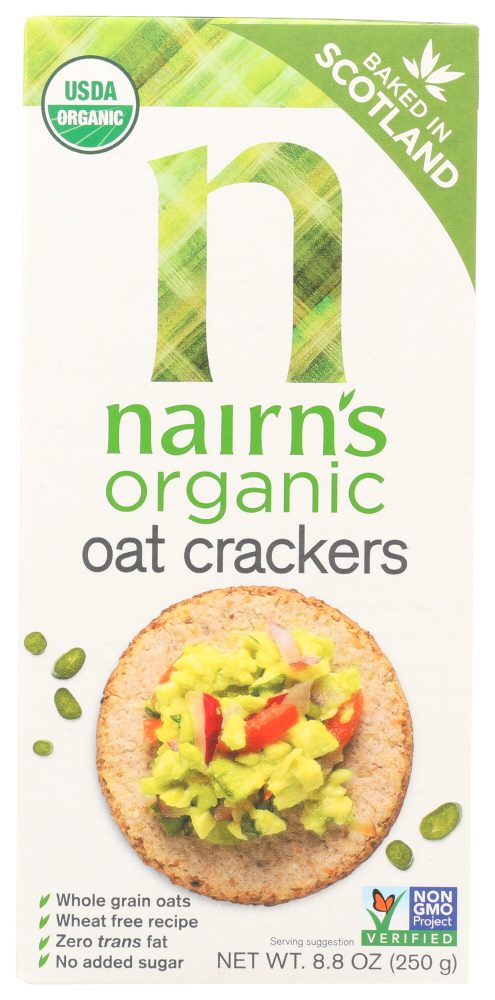 USDA
ORGANIC
BAKED IN
SCOTLAND
n
nairn's
organic
oat crackers
Whole grain oats
Wheat free recipe
Zero trans fat
No added sugar
Serving suggestion
NON
GMO
Project
VERIFIED
NET WT. 8.8 OZ (250 g)